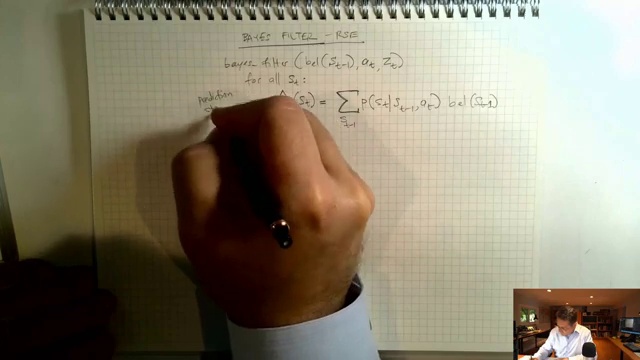 BAYES FILTER - RSE
bayes filter (bel(St-1), at, Zt)
for all St:
(St) = ∑St-1 p(St|St-1, at) bel(St-1)